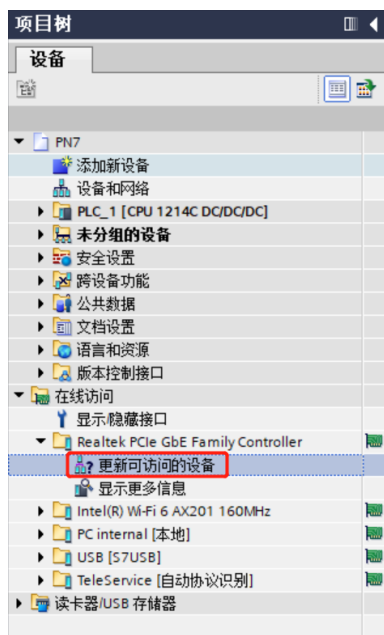 项目树
设备
PN7
添加新设备
设备和网络
PLC_1 [CPU 1214C DC/DC/DC]
未分组的设备
安全设置
跨设备功能
公共数据
文档设置
语言和资源
版本控制接口
在线访问
显示/隐藏接口
Realtek PCIe GbE Family Controller
更新可访问的设备
显示更多信息
Intel(R) Wi-Fi 6 AX201 160MHz
PC internal [本地]
USB [S7USB]
TeleService [自动协议识别]
读卡器/USB 存储器